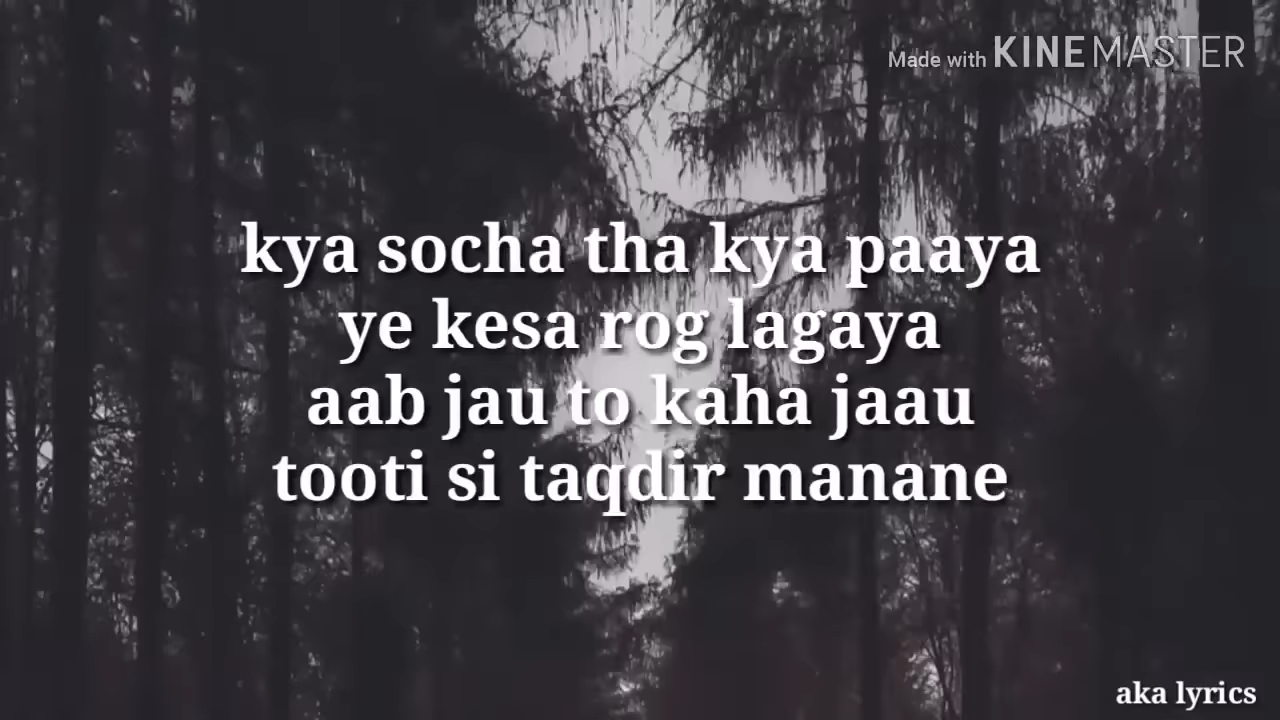 Made with KINEMASTER
kya socha tha kya paaya
ye kesa rog lagaya
aab jau to kaha jaau
tooti si taqdir manane
aka lyrics